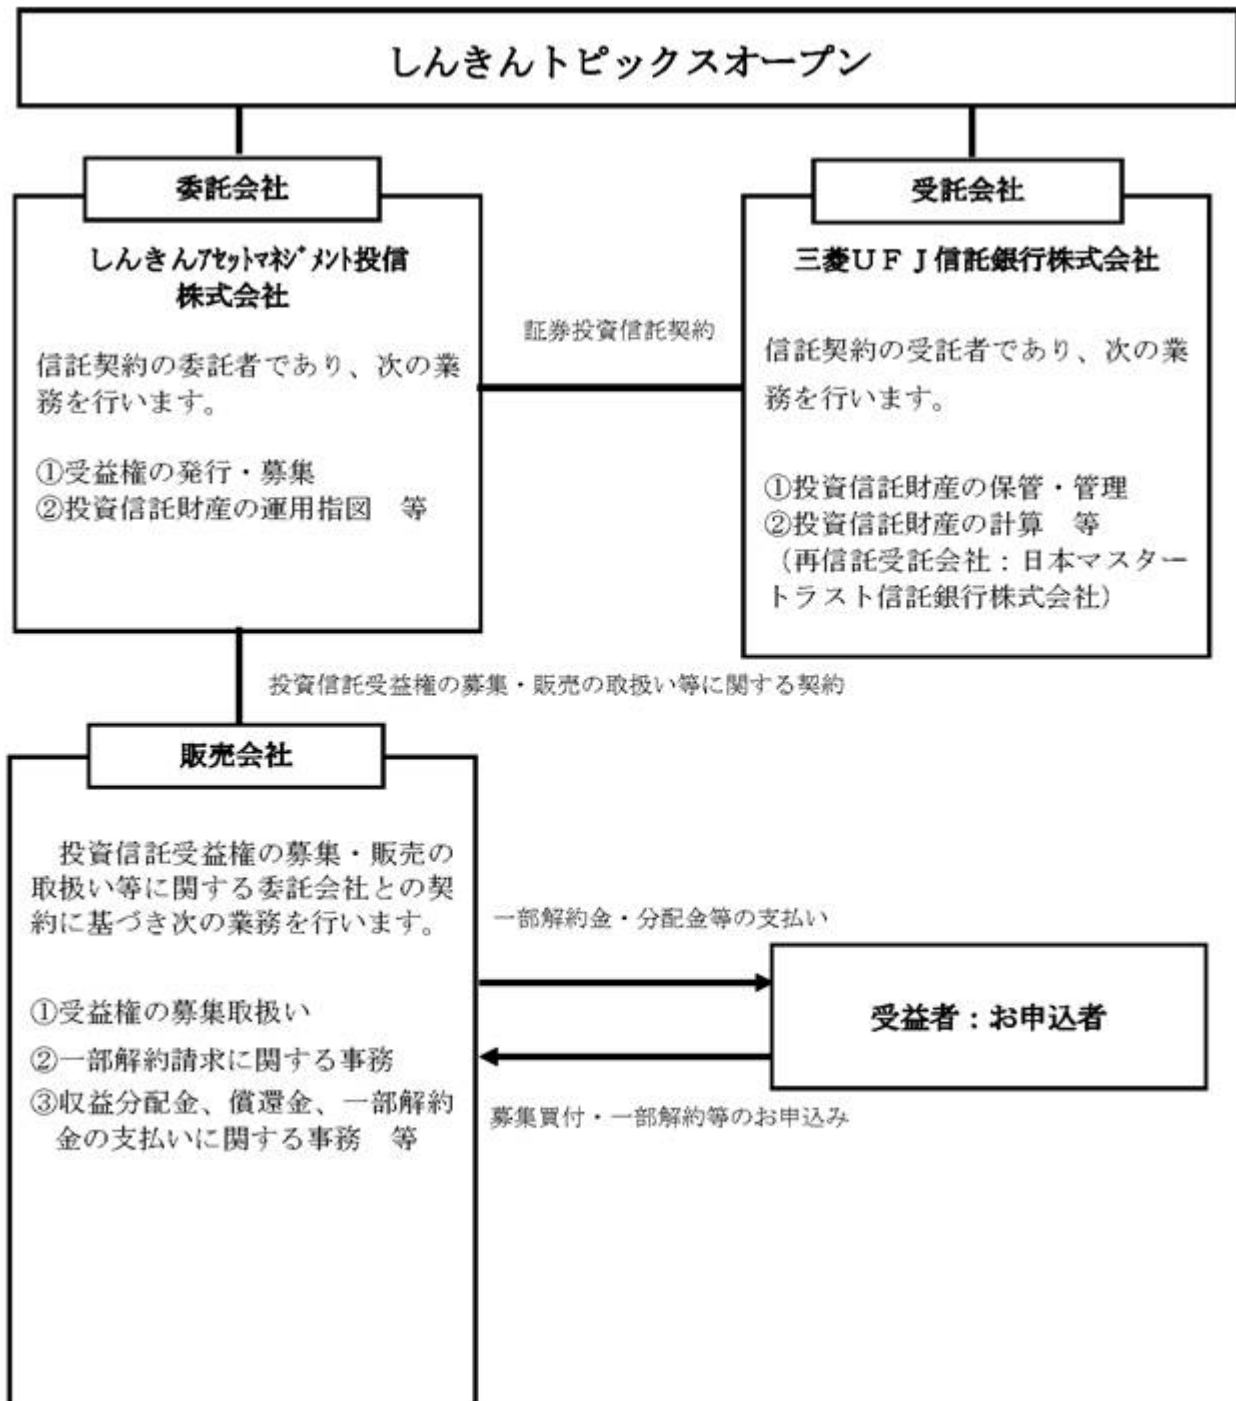 しんきんトピックスオープン
委託会社
しんきんｱｾｯﾄﾏﾈｼﾞﾒﾝﾄ投信
株式会社
信託契約の委託者であり、次の業
務を行います。
①受益権の発行・募集
②投資信託財産の運用指図　等
証券投資信託契約
受託会社
三菱ＵＦＪ信託銀行株式会社
信託契約の受託者であり、次の業
務を行います。
①投資信託財産の保管・管理
②投資信託財産の計算　等
（再信託受託会社：日本マスター
トラスト信託銀行株式会社）
投資信託受益権の募集・販売の取扱い等に関する契約
販売会社
投資信託受益権の募集・販売の
取扱い等に関する委託会社との契
約に基づき次の業務を行います。
①受益権の募集取扱い
②一部解約請求に関する事務
③収益分配金、償還金、一部解約
金の支払いに関する事務　等
一部解約金・分配金等の支払い
受益者：お申込者
募集買付・一部解約等のお申込み